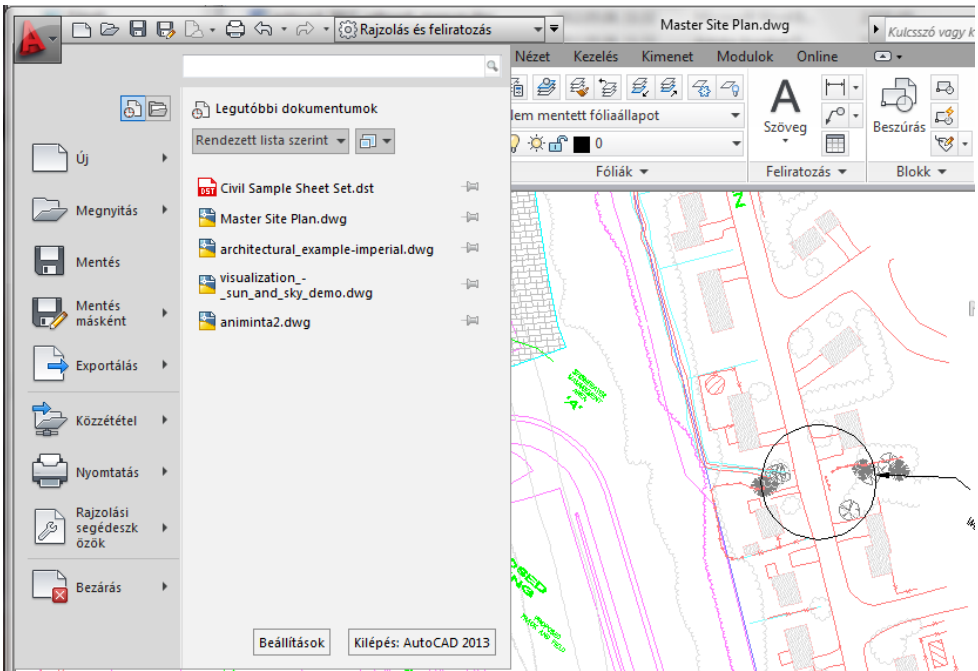 Rajzolás és feliratozás
Master Site Plan.dwg
Kulcsszó vagy k
Nézet Kezelés Kimenet Modulok Online
Legutóbbi dokumentumok
Rendezett lista szerint
Új
Megnyitás
Mentés
Mentés
másként
Exportálás
Közzététel
Nyomtatás
Rajzolási
segédeszk
özök
Bezárás
DST
Civil Sample Sheet Set.dst
Master Site Plan.dwg
architectural_example-imperial.dwg
visualization_-
_sun_and_sky_demo.dwg
animinta2.dwg
Beállítások
Kilépés: AutoCAD 2013
lem mentett fóliaállapot
0
Fóliák
A
Szöveg
Feliratozás
Beszúrás
Blokk
Z
"A"